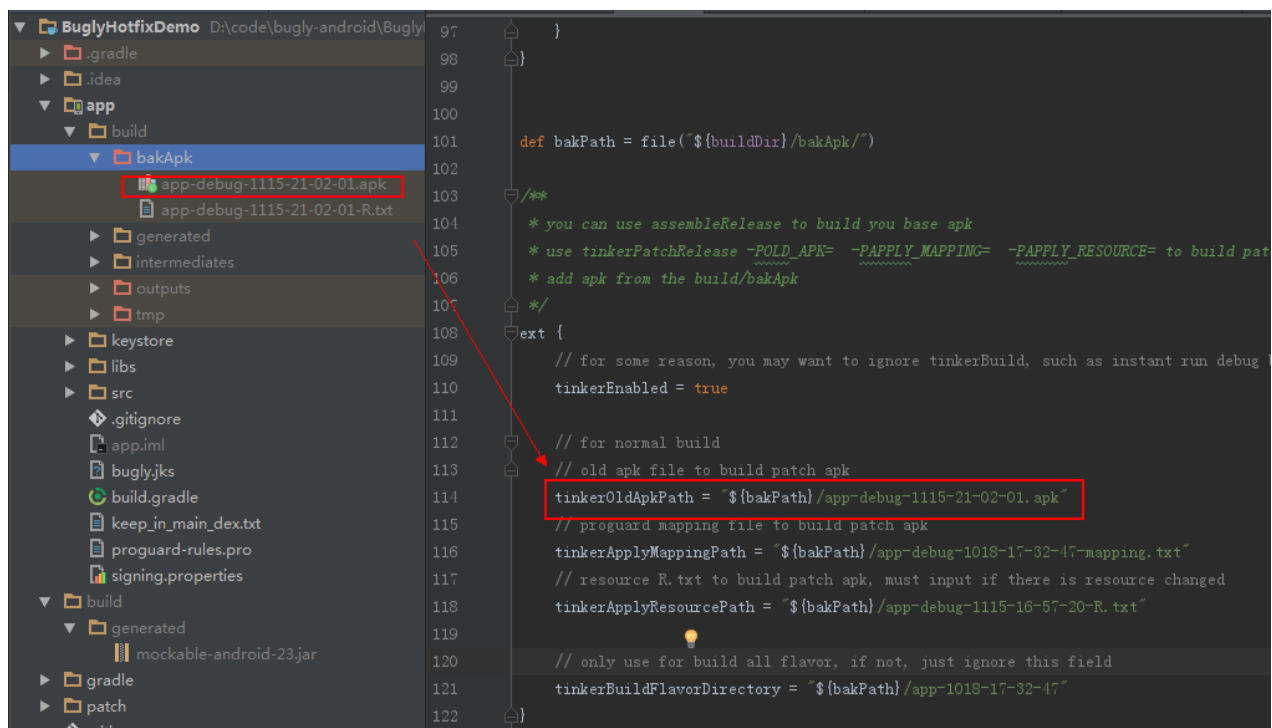 BuglyHotfixDemo D:\code\bugly-android\Bugly
.gradle
.idea
app
build
bakApk
app-debug-1115-21-02-01.apk
app-debug-1115-21-02-01-R.txt
generated
intermediates
outputs
tmp
keystore
libs
src
.gitignore
app.iml
bugly.jks
build.gradle
keep_in_main_dex.txt
proguard-rules.pro
signing.properties
build
generated
mockable-android-23.jar
gradle
patch
97 }
98 }
99
100
101 def bakPath = file("${buildDir}/bakApk/")
102
103 /**
104 * you can use assembleRelease to build you base apk
105 * use tinkerPatchRelease -POLD_APK= -PAPPLY_MAPPING= -PAPPLY_RESOURCE= to build pat
106 * add apk from the build/bakApk
107 */
108 ext {
109 // for some reason, you may want to ignore tinkerBuild, such as instant run debug b
110 tinkerEnabled = true
111
112 // for normal build
113 // old apk file to build patch apk
114 tinkerOldApkPath = "${bakPath}/app-debug-1115-21-02-01.apk"
115 // proguard mapping file to build patch apk
116 tinkerApplyMappingPath = "${bakPath}/app-debug-1018-17-32-47-mapping.txt"
117 // resource R.txt to build patch apk, must input if there is resource changed
118 tinkerApplyResourcePath = "${bakPath}/app-debug-1115-16-57-20-R.txt"
119
120 // only use for build all flavor, if not, just ignore this field
121 tinkerBuildFlavorDirectory = "${bakPath}/app-1018-17-32-47"
122 }